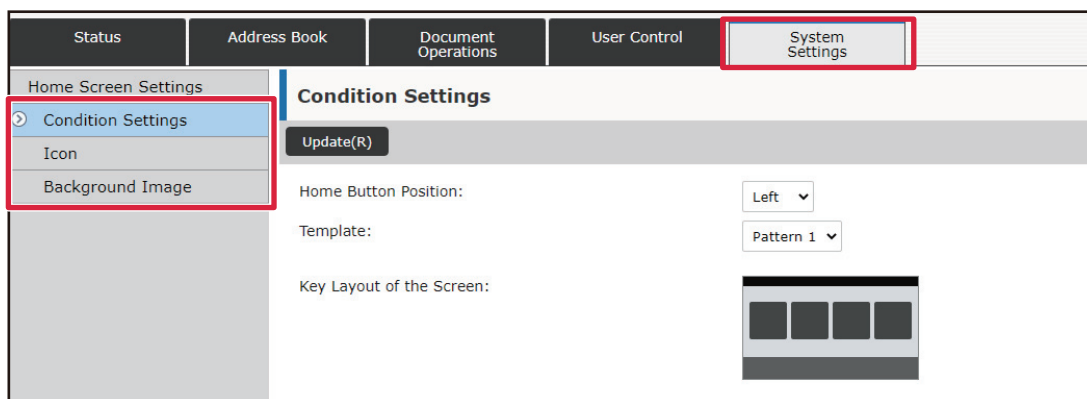 Status
Address Book
Document
Operations
User Control
System
Settings
Home Screen Settings
Condition Settings
Icon
Background Image
Condition Settings
Update(R)
Home Button Position:
Left
Template:
Pattern 1
Key Layout of the Screen: